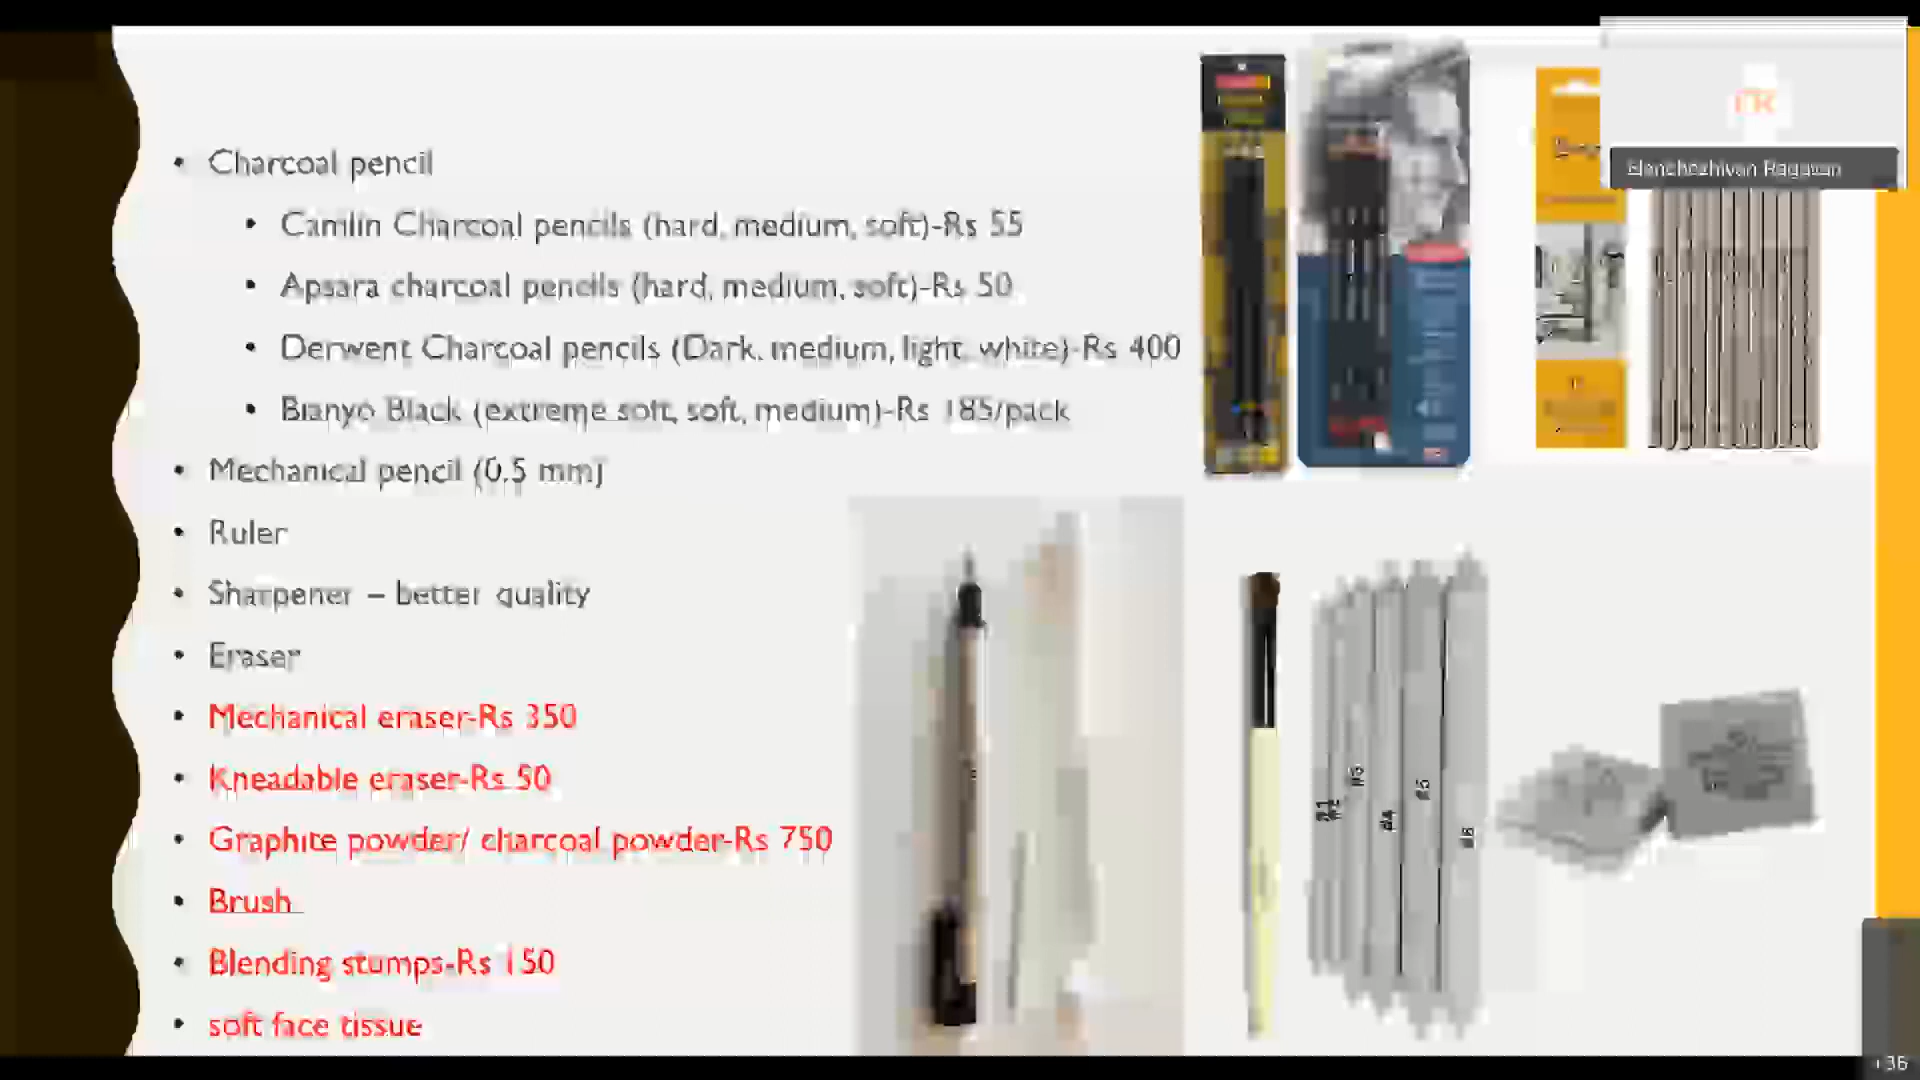 Charcoal pencil
Camlin Charcoal pencils (hard, medium, soft)-Rs 55
Apsara charcoal pencils (hard, medium, soft)-Rs 50
Derwent Charcoal pencils (Dark, medium, light, white)-Rs 400
Bianyo Black (extreme soft, soft, medium)-Rs 185/pack
Mechanical pencil (0.5 mm)
Ruler
Sharpener – better quality
Eraser
Mechanical eraser-Rs 350
Kneadable eraser-Rs 50
Graphite powder/ charcoal powder-Rs 750
Brush
Blending stumps-Rs 150
soft face tissue
#4
#5
#6
+36